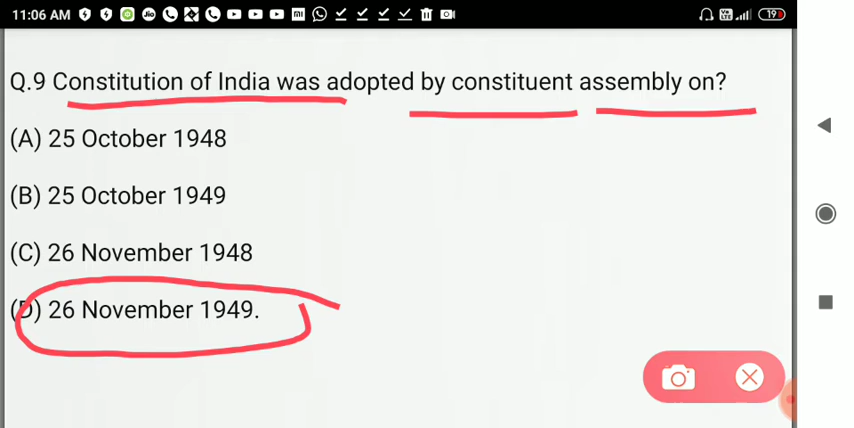 11:06 AM
Q.9 Constitution of India was adopted by constituent assembly on?
(A) 25 October 1948
(B) 25 October 1949
(C) 26 November 1948
(D) 26 November 1949.